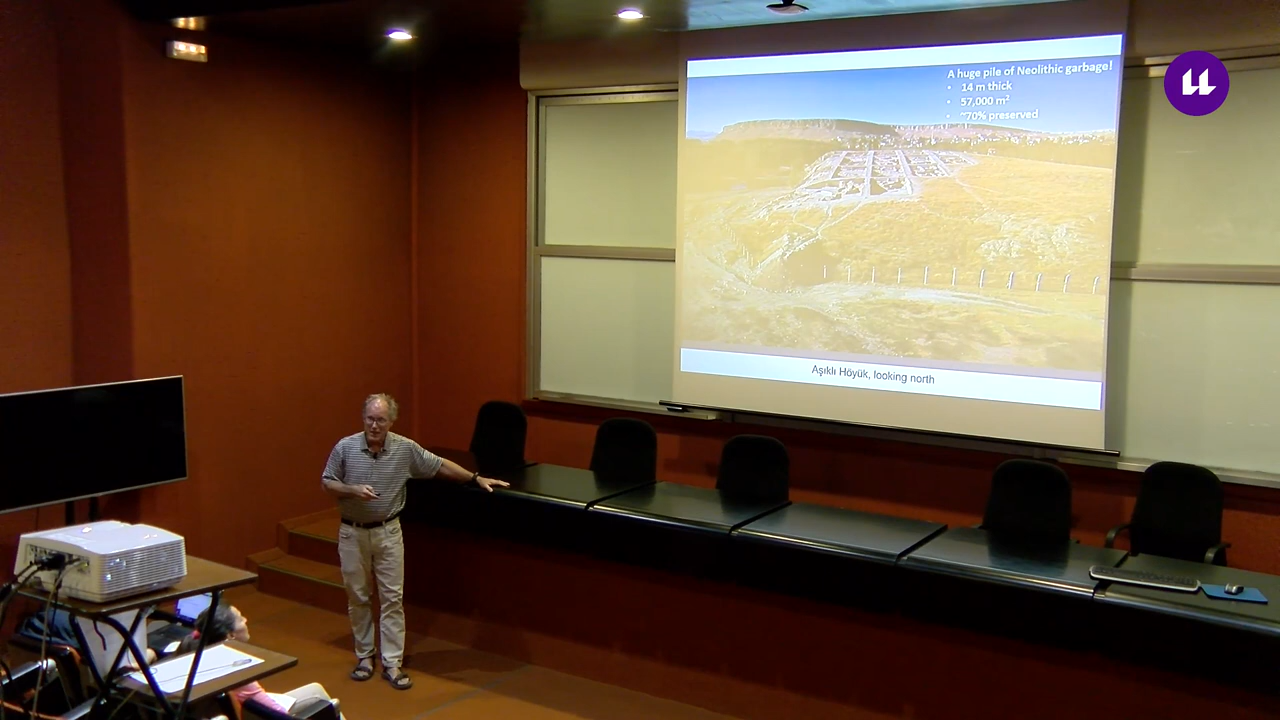 A huge pile of Neolithic garbage!
• 14 m thick
• 57,000 m²
• ~70% preserved
Aşıklı Höyük, looking north